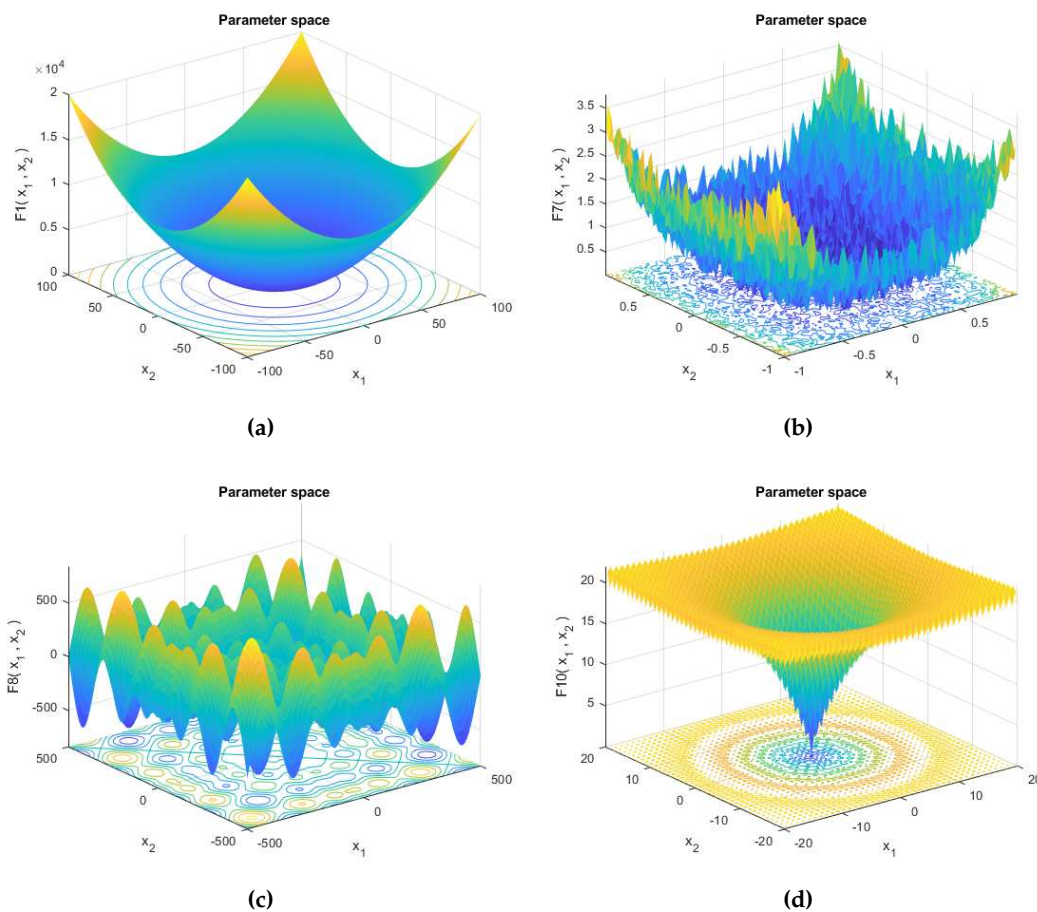 Parameter space
×10⁴
2
1.5
1
0.5
0
F1( x₁ , x₂ )
100
50
0
-50
-100
x₂
-100
-50
0
50
100
x₁
(a)
Parameter space
3.5
3
2.5
2
1.5
1
0.5
F7( x₁ , x₂ )
0.5
0
-0.5
-1
x₂
-1
-0.5
0
0.5
x₁
(b)
Parameter space
500
0
-500
F8( x₁ , x₂ )
500
0
-500
x₂
-500
0
500
x₁
(c)
Parameter space
20
15
10
5
F10( x₁ , x₂ )
20
10
0
-10
-20
x₂
-20
-10
0
10
20
x₁
(d)